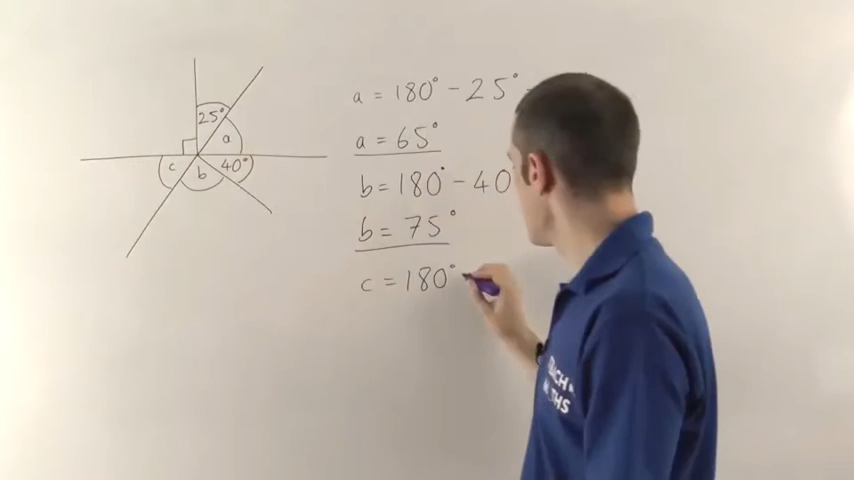 25°
a
c
b
40°
a = 180° - 25° -
a = 65°
b = 180° - 40
b = 75°
c = 180°